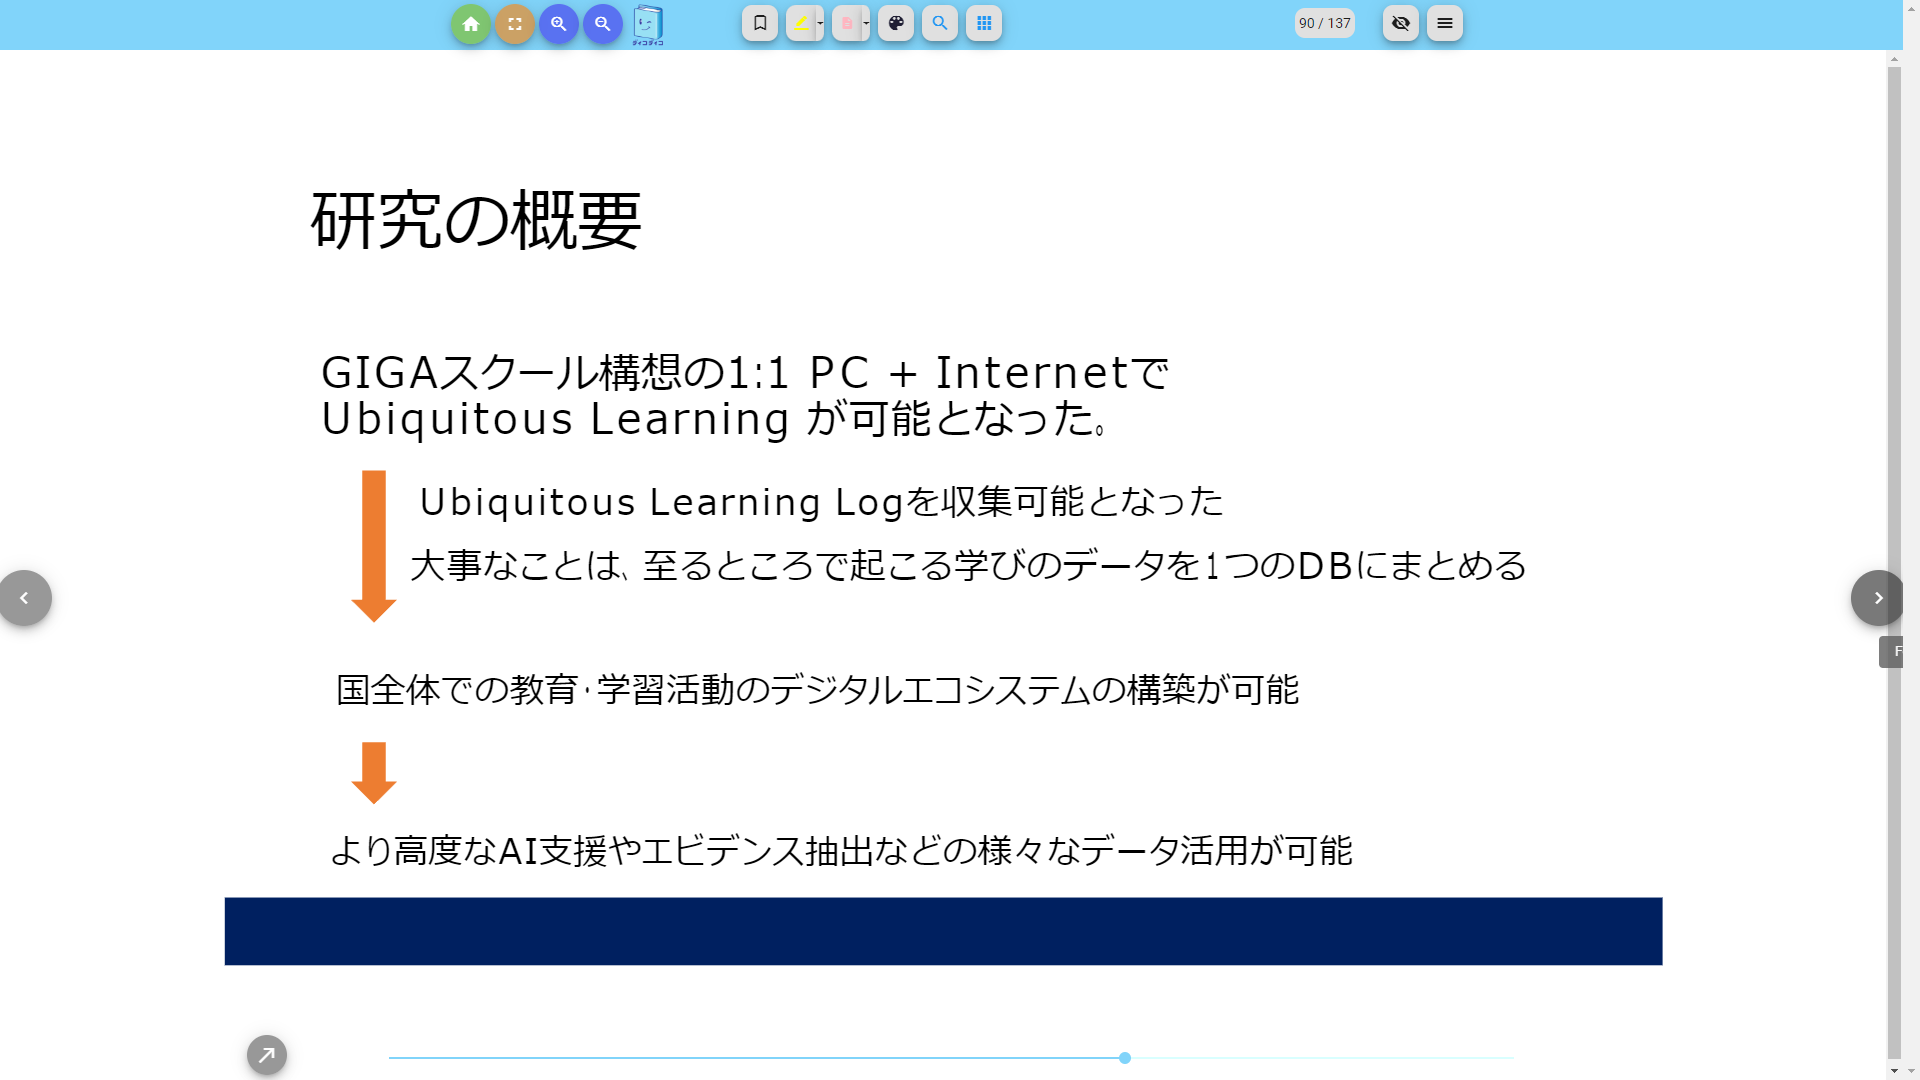 ダィコダィコ
90 / 137
研究の概要
GIGAスクール構想の1:1 PC + Internetで
Ubiquitous Learning が可能となった。
Ubiquitous Learning Logを収集可能となった
大事なことは、至るところで起こる学びのデータを1つのDBにまとめる
国全体での教育・学習活動のデジタルエコシステムの構築が可能
より高度なAI支援やエビデンス抽出などの様々なデータ活用が可能
F